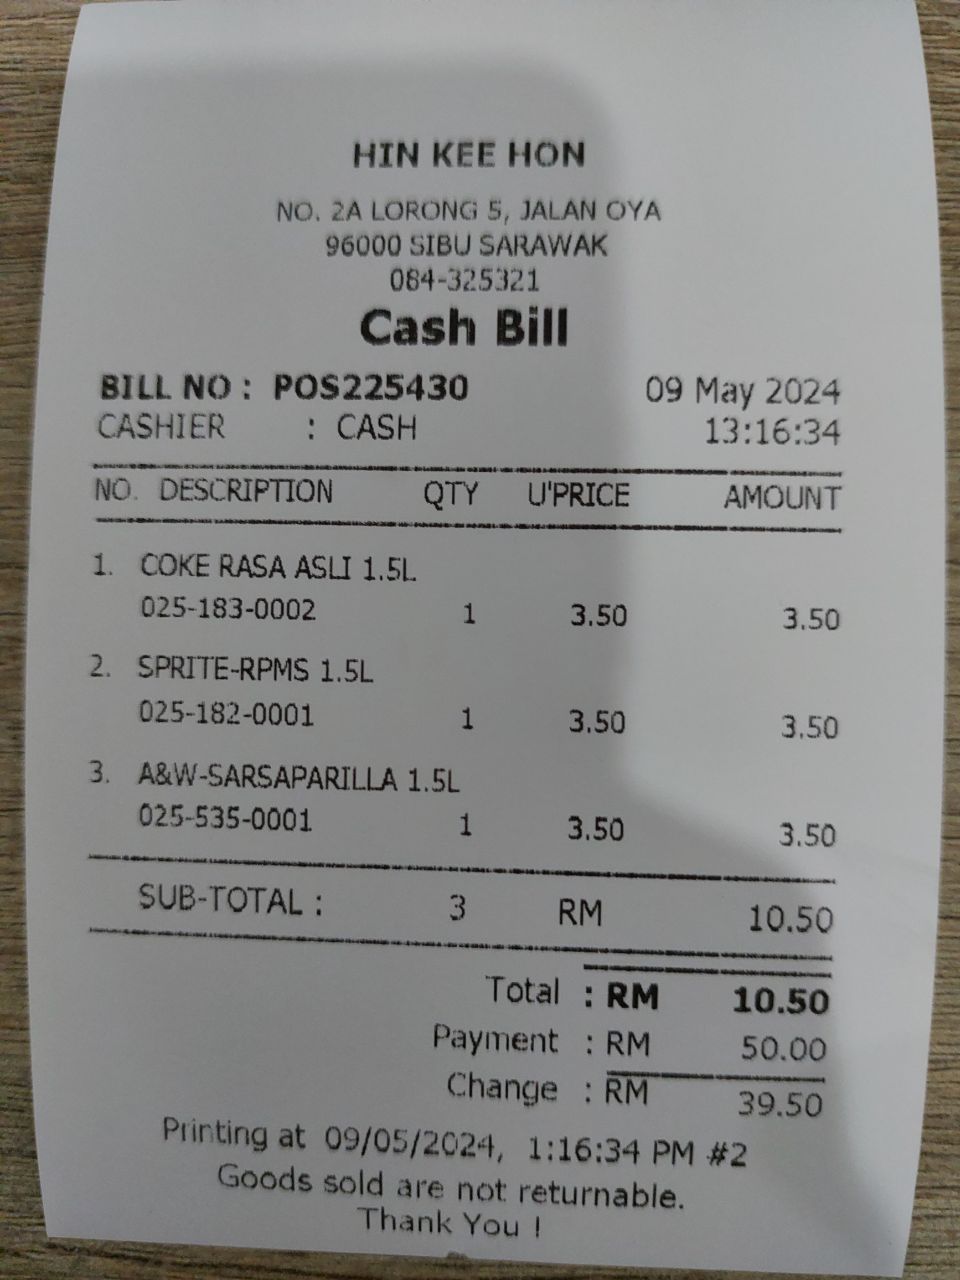 HIN KEE HON
NO. 2A LORONG 5, JALAN OYA
96000 SIBU SARAWAK
084-325321
Cash Bill
BILL NO : POS225430 09 May 2024
CASHIER : CASH 13:16:34
NO. DESCRIPTION QTY U'PRICE AMOUNT
1. COKE RASA ASLI 1.5L
025-183-0002 1 3.50 3.50
2. SPRITE-RPMS 1.5L
025-182-0001 1 3.50 3.50
3. A&W-SARSAPARILLA 1.5L
025-535-0001 1 3.50 3.50
SUB-TOTAL : 3 RM 10.50
Total : RM 10.50
Payment : RM 50.00
Change : RM 39.50
Printing at 09/05/2024, 1:16:34 PM #2
Goods sold are not returnable.
Thank You !